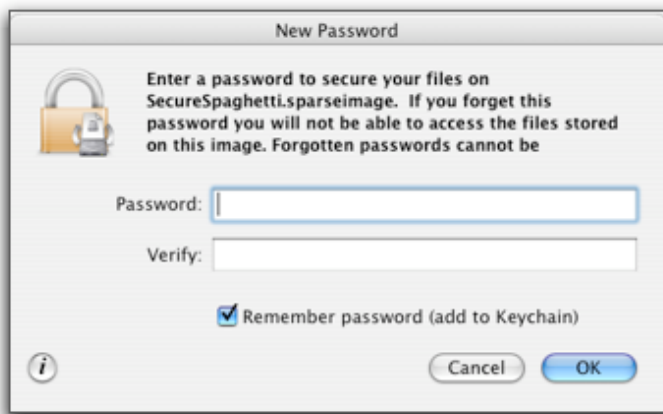 New Password
Enter a password to secure your files on
SecureSpaghetti.sparseimage. If you forget this
password you will not be able to access the files stored
on this image. Forgotten passwords cannot be
Password:
Verify:
Remember password (add to Keychain)
i
Cancel
OK